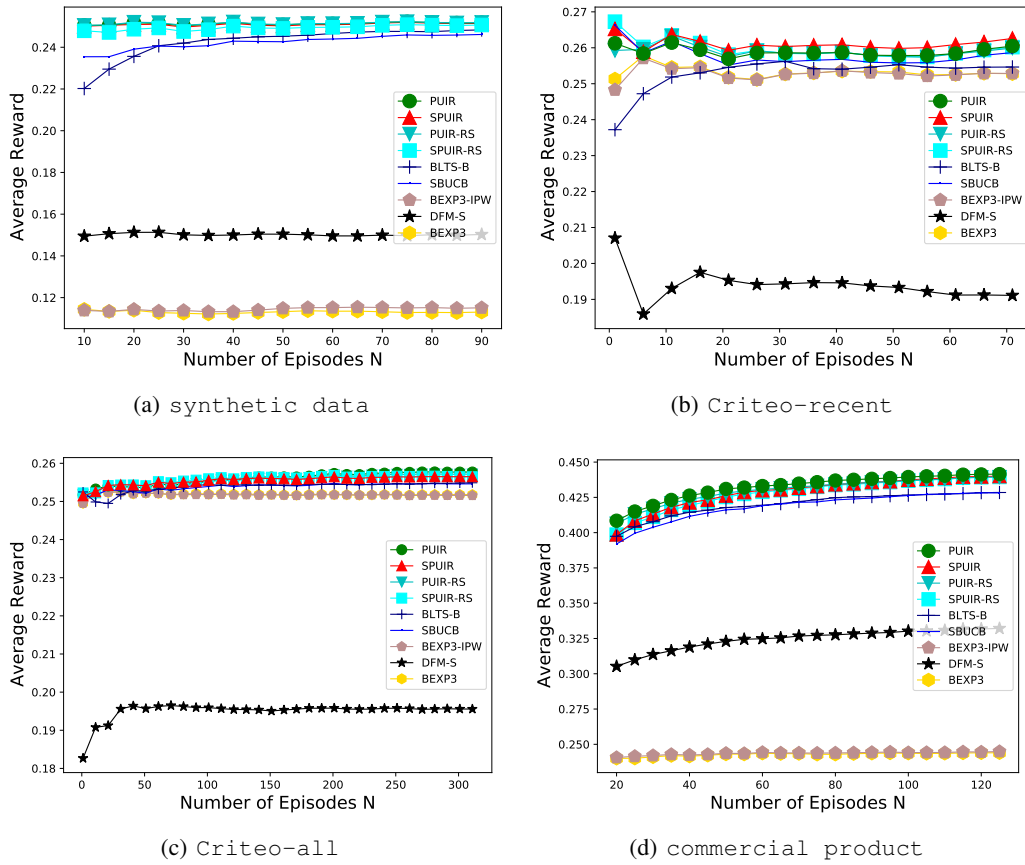 Average Reward
0.24
0.22
0.20
0.18
0.16
0.14
0.12
10 20 30 40 50 60 70 80 90
Number of Episodes N
PUIR
SPUIR
PUIR-RS
SPUIR-RS
BLTS-B
SBUCB
BEXP3-IPW
DFM-S
BEXP3
(a) synthetic data
Average Reward
0.27
0.26
0.25
0.24
0.23
0.22
0.21
0.20
0.19
0 10 20 30 40 50 60 70
Number of Episodes N
PUIR
SPUIR
PUIR-RS
SPUIR-RS
BLTS-B
SBUCB
BEXP3-IPW
DFM-S
BEXP3
(b) Criteo-recent
Average Reward
0.26
0.25
0.24
0.23
0.22
0.21
0.20
0.19
0.18
0 50 100 150 200 250 300
Number of Episodes N
PUIR
SPUIR
PUIR-RS
SPUIR-RS
BLTS-B
SBUCB
BEXP3-IPW
DFM-S
BEXP3
(c) Criteo-all
Average Reward
0.450
0.425
0.400
0.375
0.350
0.325
0.300
0.275
0.250
20 40 60 80 100 120
Number of Episodes N
PUIR
SPUIR
PUIR-RS
SPUIR-RS
BLTS-B
SBUCB
BEXP3-IPW
DFM-S
BEXP3
(d) commercial product